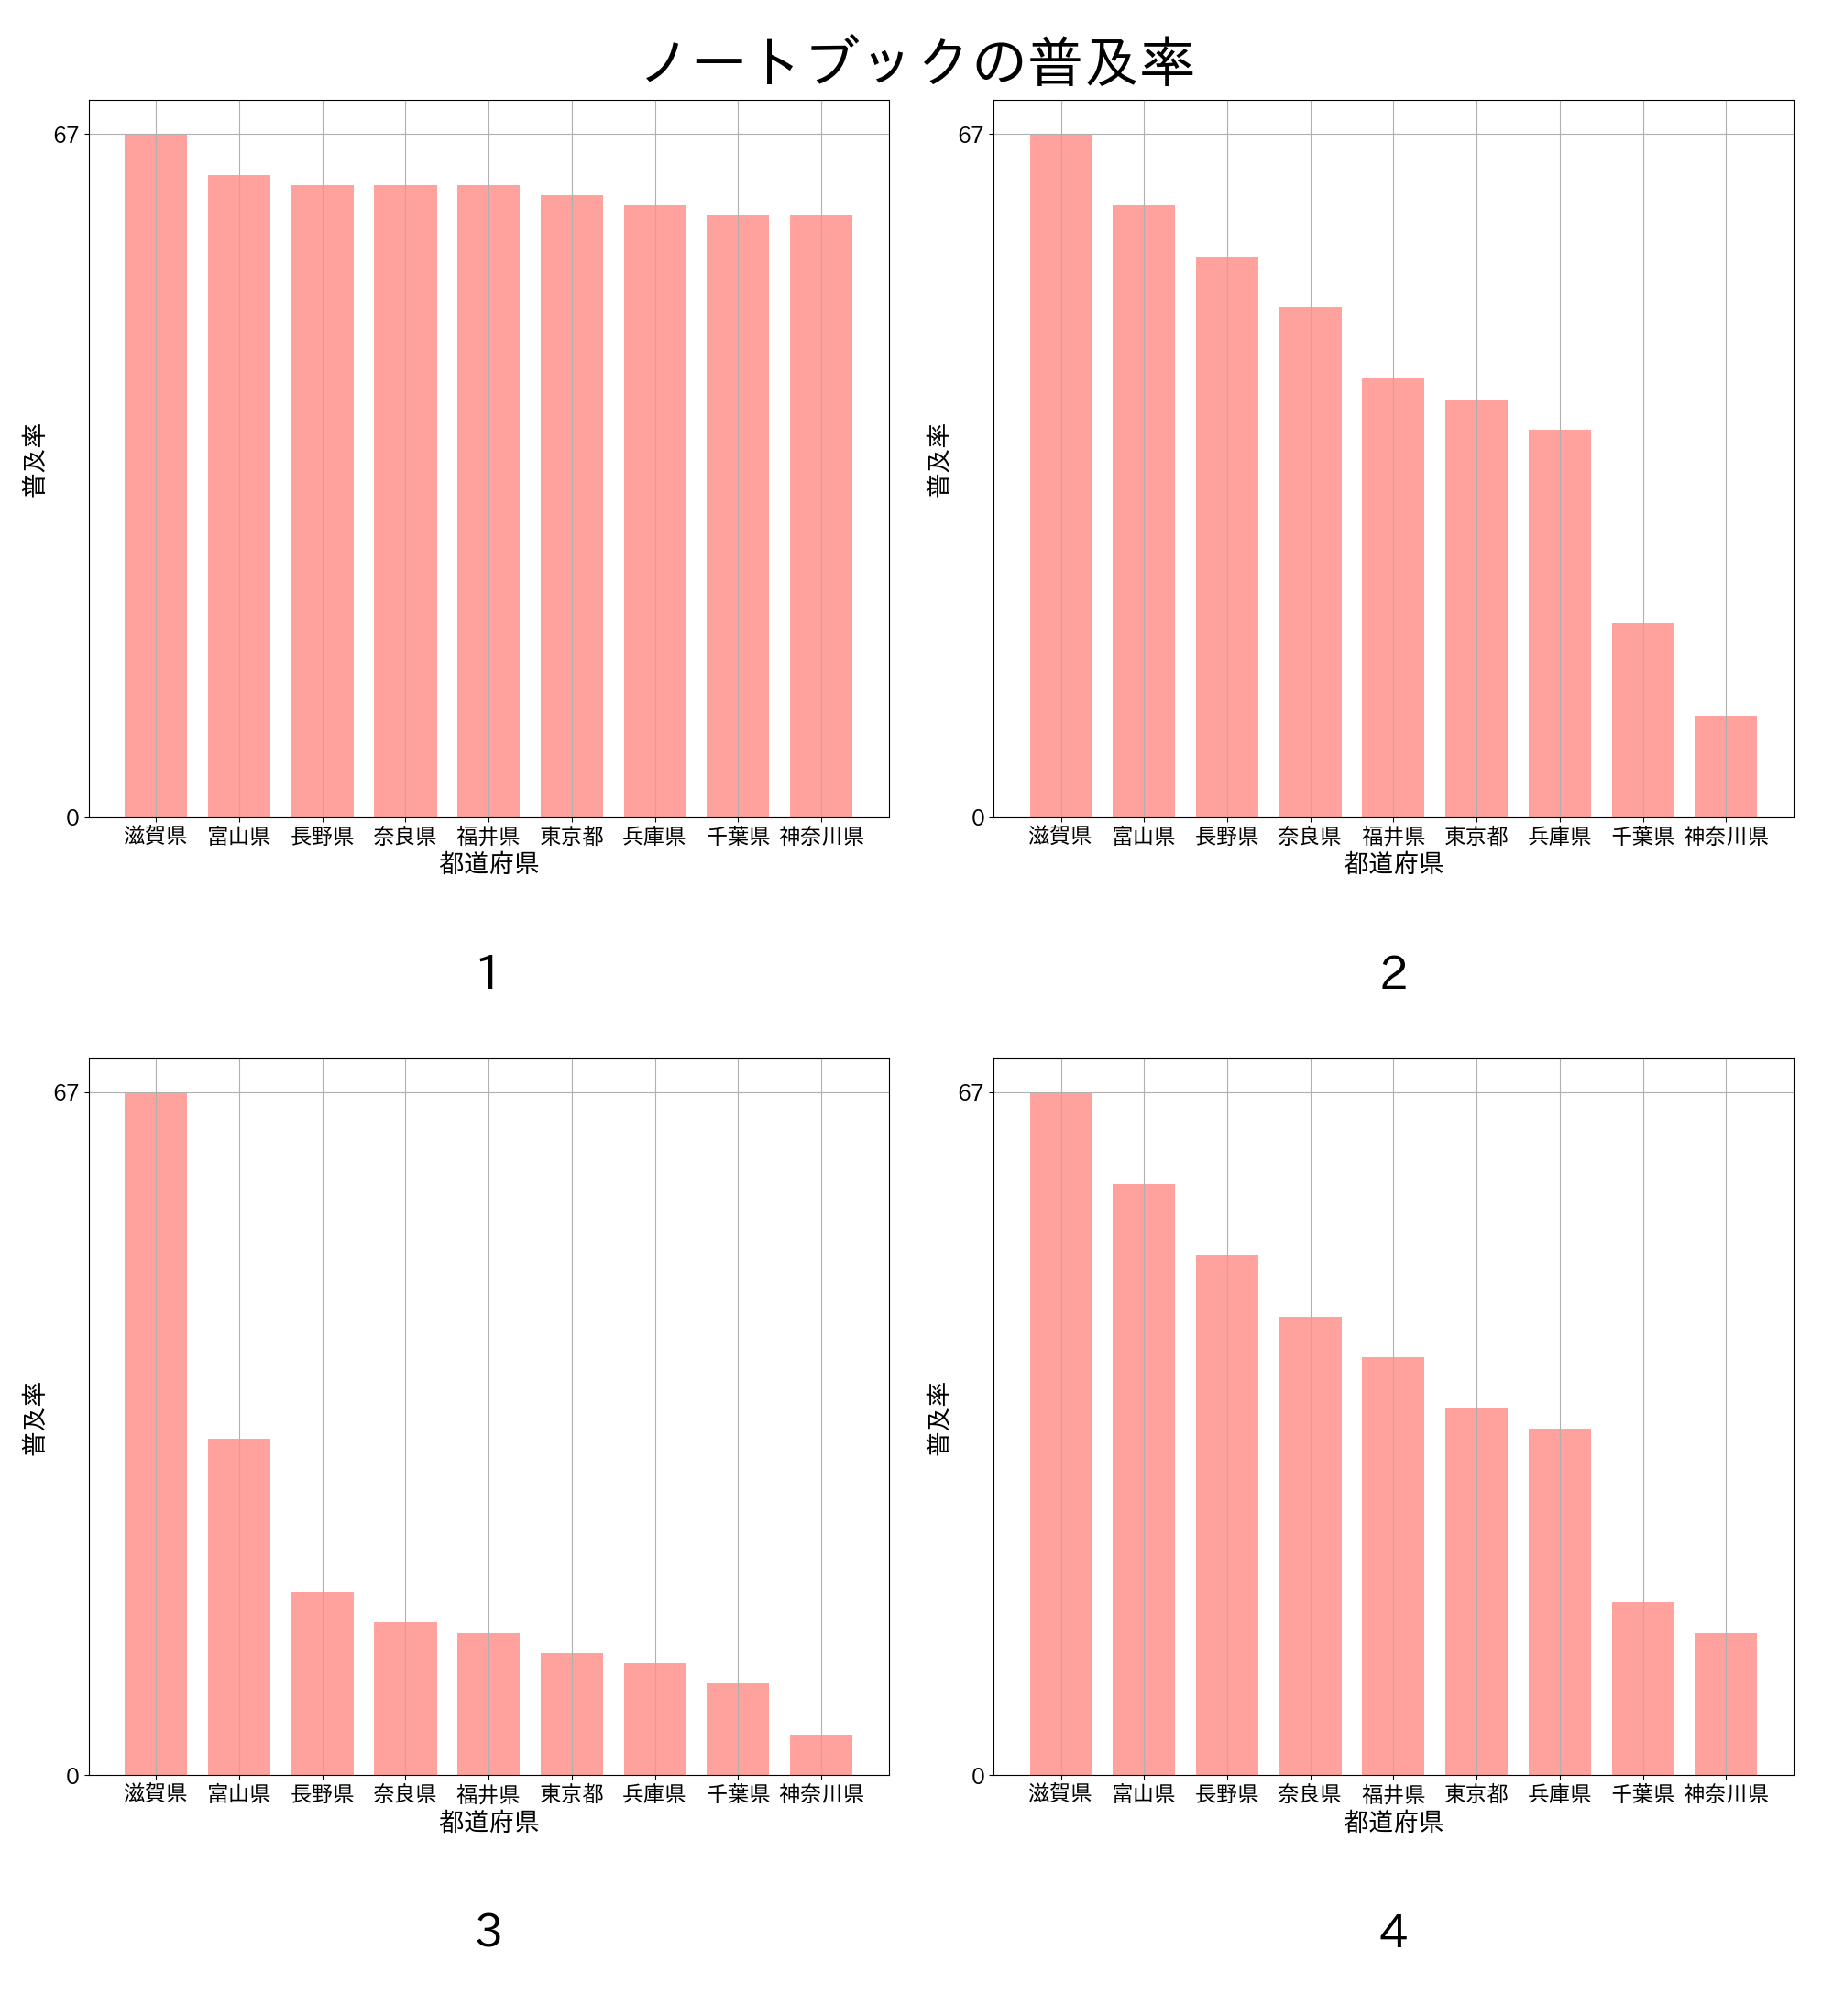 ノートブックの普及率
67
0
普及率
滋賀県 富山県 長野県 奈良県 福井県 東京都 兵庫県 千葉県 神奈川県
都道府県
1
67
0
普及率
滋賀県 富山県 長野県 奈良県 福井県 東京都 兵庫県 千葉県 神奈川県
都道府県
2
67
0
普及率
滋賀県 富山県 長野県 奈良県 福井県 東京都 兵庫県 千葉県 神奈川県
都道府県
3
67
0
普及率
滋賀県 富山県 長野県 奈良県 福井県 東京都 兵庫県 千葉県 神奈川県
都道府県
4